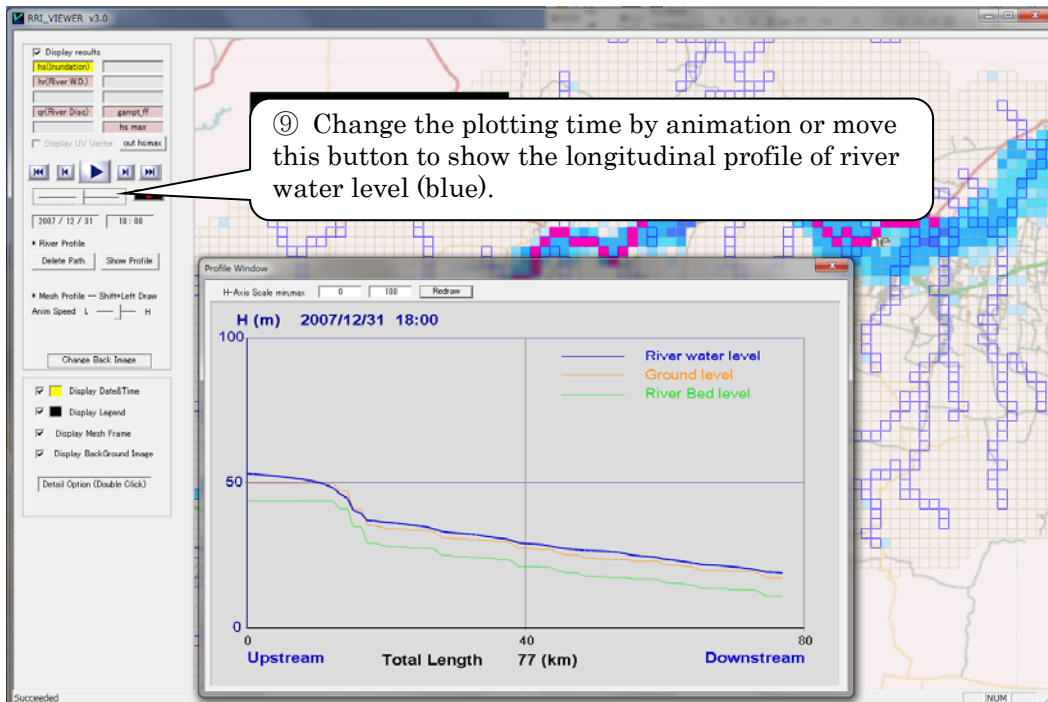 RRI_VIEWER v3.0
Display results
hs(Inundation)
hr(River W.D.)
qr(River Disc) gampt_ff
hs max
Display UV Vector out hsmax
2007 / 12 / 31 18 : 00
* River Profile
Delete Path Show Profile
* Mesh Profile -- Shift+Left Draw
Anim Speed L H
Change Back Image
Display Date&Time
Display Legend
Display Mesh Frame
Display BackGround Image
Detail Option (Double Click)
⑨ Change the plotting time by animation or move
this button to show the longitudinal profile of river
water level (blue).
Profile Window
H-Axis Scale min,max 0 100 Redraw
H (m) 2007/12/31 18:00
100
River water level
Ground level
River Bed level
50
0
0 40 80
Upstream Total Length 77 (km) Downstream
Succeeded
NUM